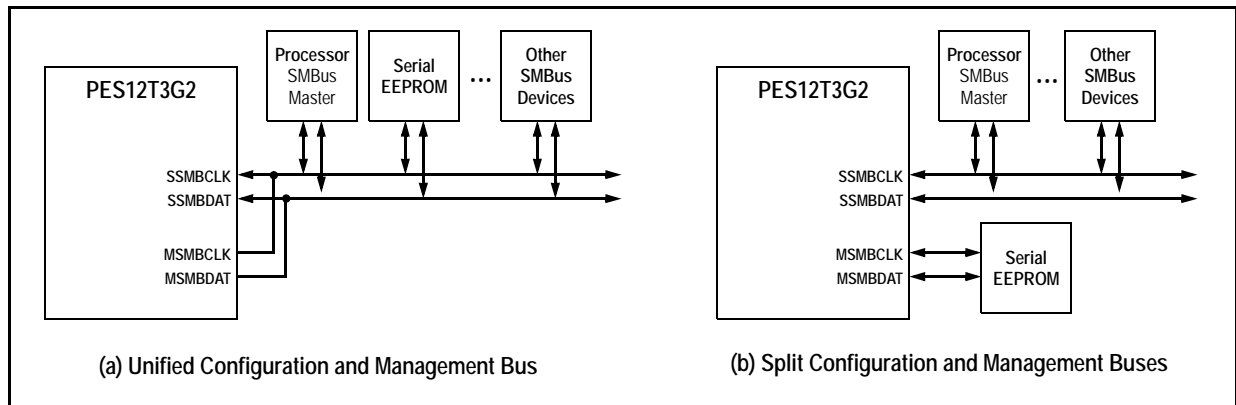 PES12T3G2
Processor
SMBus
Master
Serial
EEPROM
...
Other
SMBus
Devices
SSMBCLK
SSMBDAT
MSMBCLK
MSMBDAT
(a) Unified Configuration and Management Bus
PES12T3G2
Processor
SMBus
Master
...
Other
SMBus
Devices
SSMBCLK
SSMBDAT
MSMBCLK
MSMBDAT
Serial
EEPROM
(b) Split Configuration and Management Buses